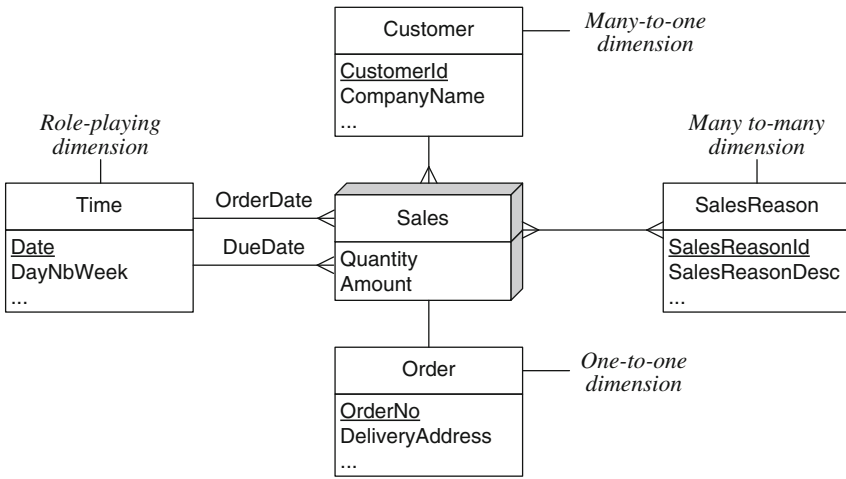 Customer
CustomerId
CompanyName
...
Many-to-one
dimension
Role-playing
dimension
Many to-many
dimension
Time
Date
DayNbWeek
...
OrderDate
DueDate
Sales
Quantity
Amount
SalesReason
SalesReasonId
SalesReasonDesc
...
Order
OrderNo
DeliveryAddress
...
One-to-one
dimension